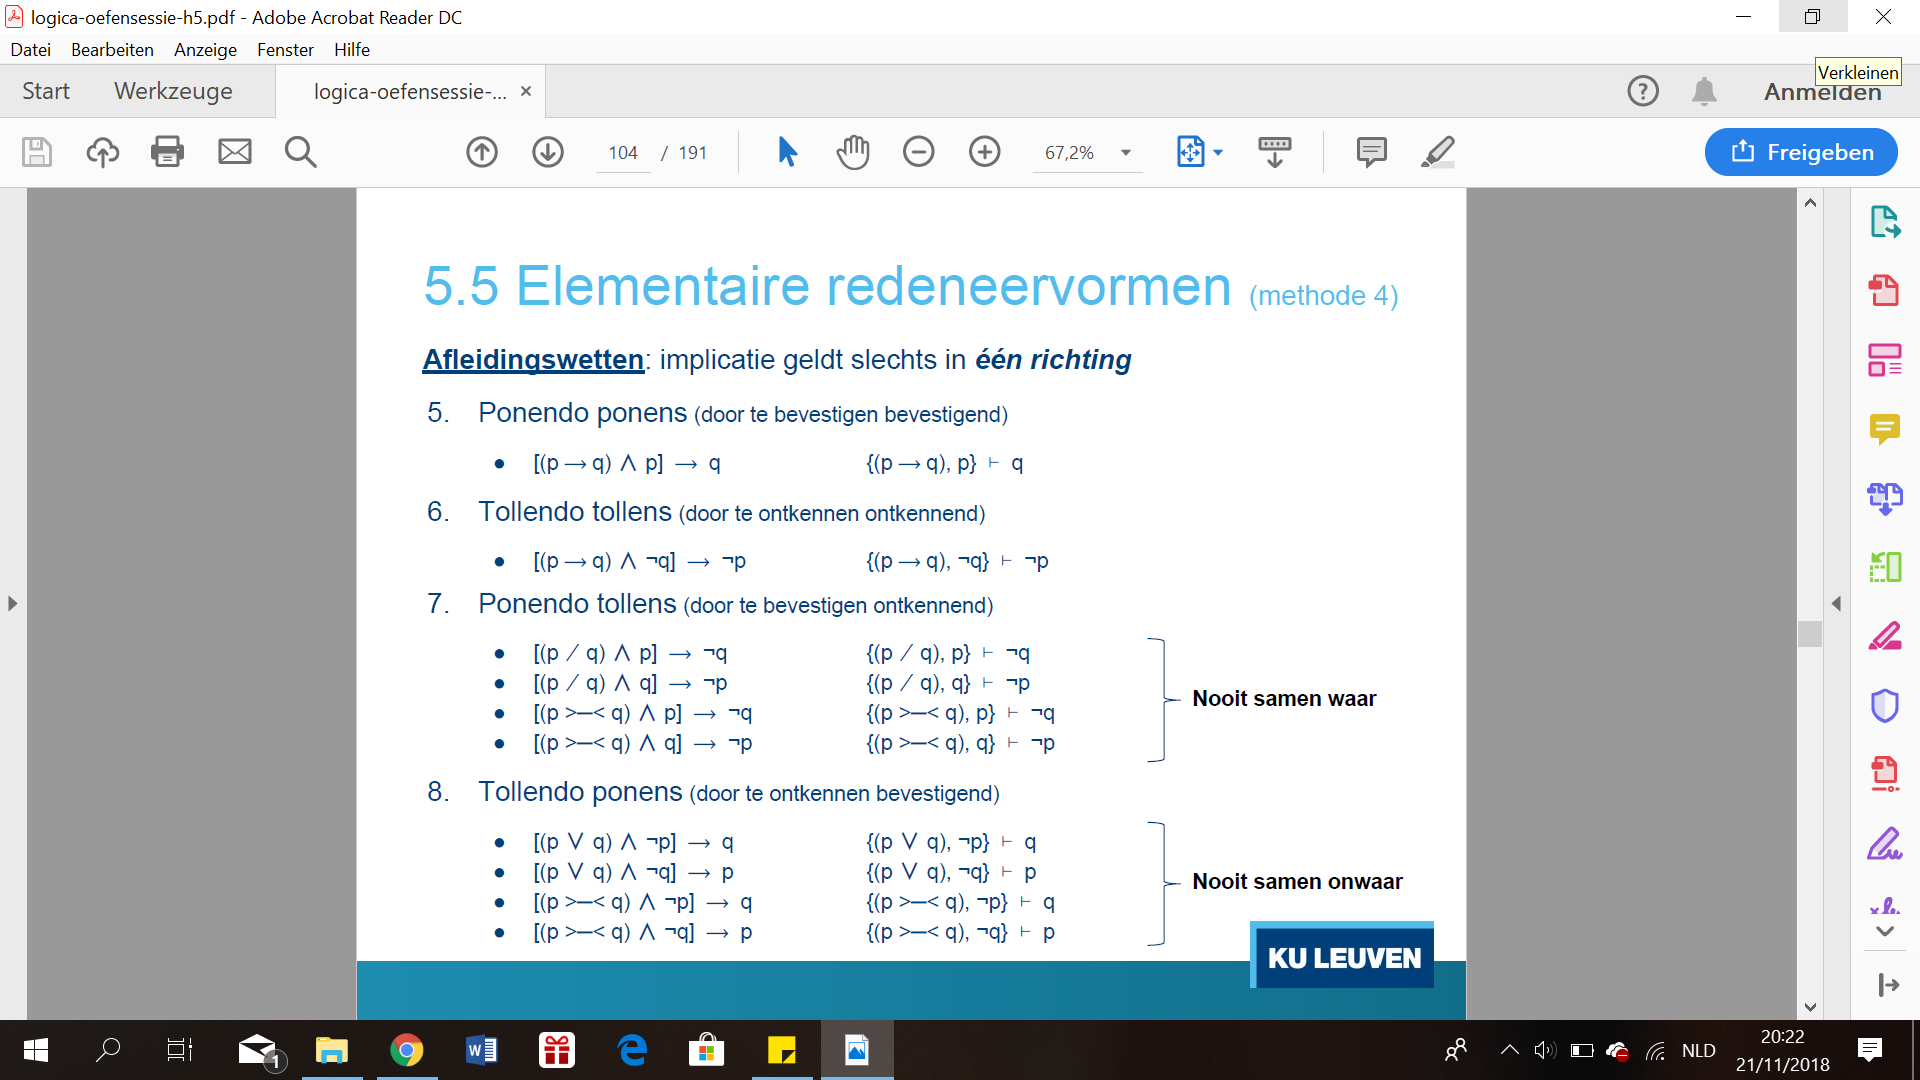 logica-oefensessie-h5.pdf - Adobe Acrobat Reader DC
Datei Bearbeiten Anzeige Fenster Hilfe
Verkleinen
Start Werkzeuge logica-oefensessie-... × Anmelden
104 / 191 67,2% Freigeben
5.5 Elementaire redeneervormen (methode 4)
Afleidingswetten: implicatie geldt slechts in één richting
5. Ponendo ponens (door te bevestigen bevestigend)
● [(p → q) ∧ p] → q {(p → q), p} ⊢ q
6. Tollendo tollens (door te ontkennen ontkennend)
● [(p → q) ∧ ¬q] → ¬p {(p → q), ¬q} ⊢ ¬p
7. Ponendo tollens (door te bevestigen ontkennend)
● [(p / q) ∧ p] → ¬q {(p / q), p} ⊢ ¬q
● [(p / q) ∧ q] → ¬p {(p / q), q} ⊢ ¬p
Nooit samen waar
● [(p >─< q) ∧ p] → ¬q {(p >─< q), p} ⊢ ¬q
● [(p >─< q) ∧ q] → ¬p {(p >─< q), q} ⊢ ¬p
8. Tollendo ponens (door te ontkennen bevestigend)
● [(p ∨ q) ∧ ¬p] → q {(p ∨ q), ¬p} ⊢ q
● [(p ∨ q) ∧ ¬q] → p {(p ∨ q), ¬q} ⊢ p
Nooit samen onwaar
● [(p >─< q) ∧ ¬p] → q {(p >─< q), ¬p} ⊢ q
● [(p >─< q) ∧ ¬q] → p {(p >─< q), ¬q} ⊢ p
KU LEUVEN
1 NLD 20:22
21/11/2018